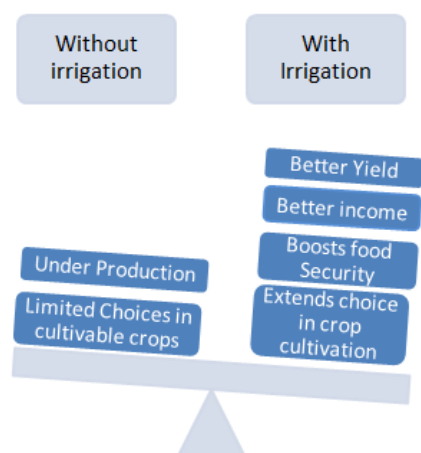 Without
irrigation
With
Irrigation
Under Production
Limited Choices in
cultivable crops
Better Yield
Better income
Boosts food
Security
Extends choice
in crop
cultivation